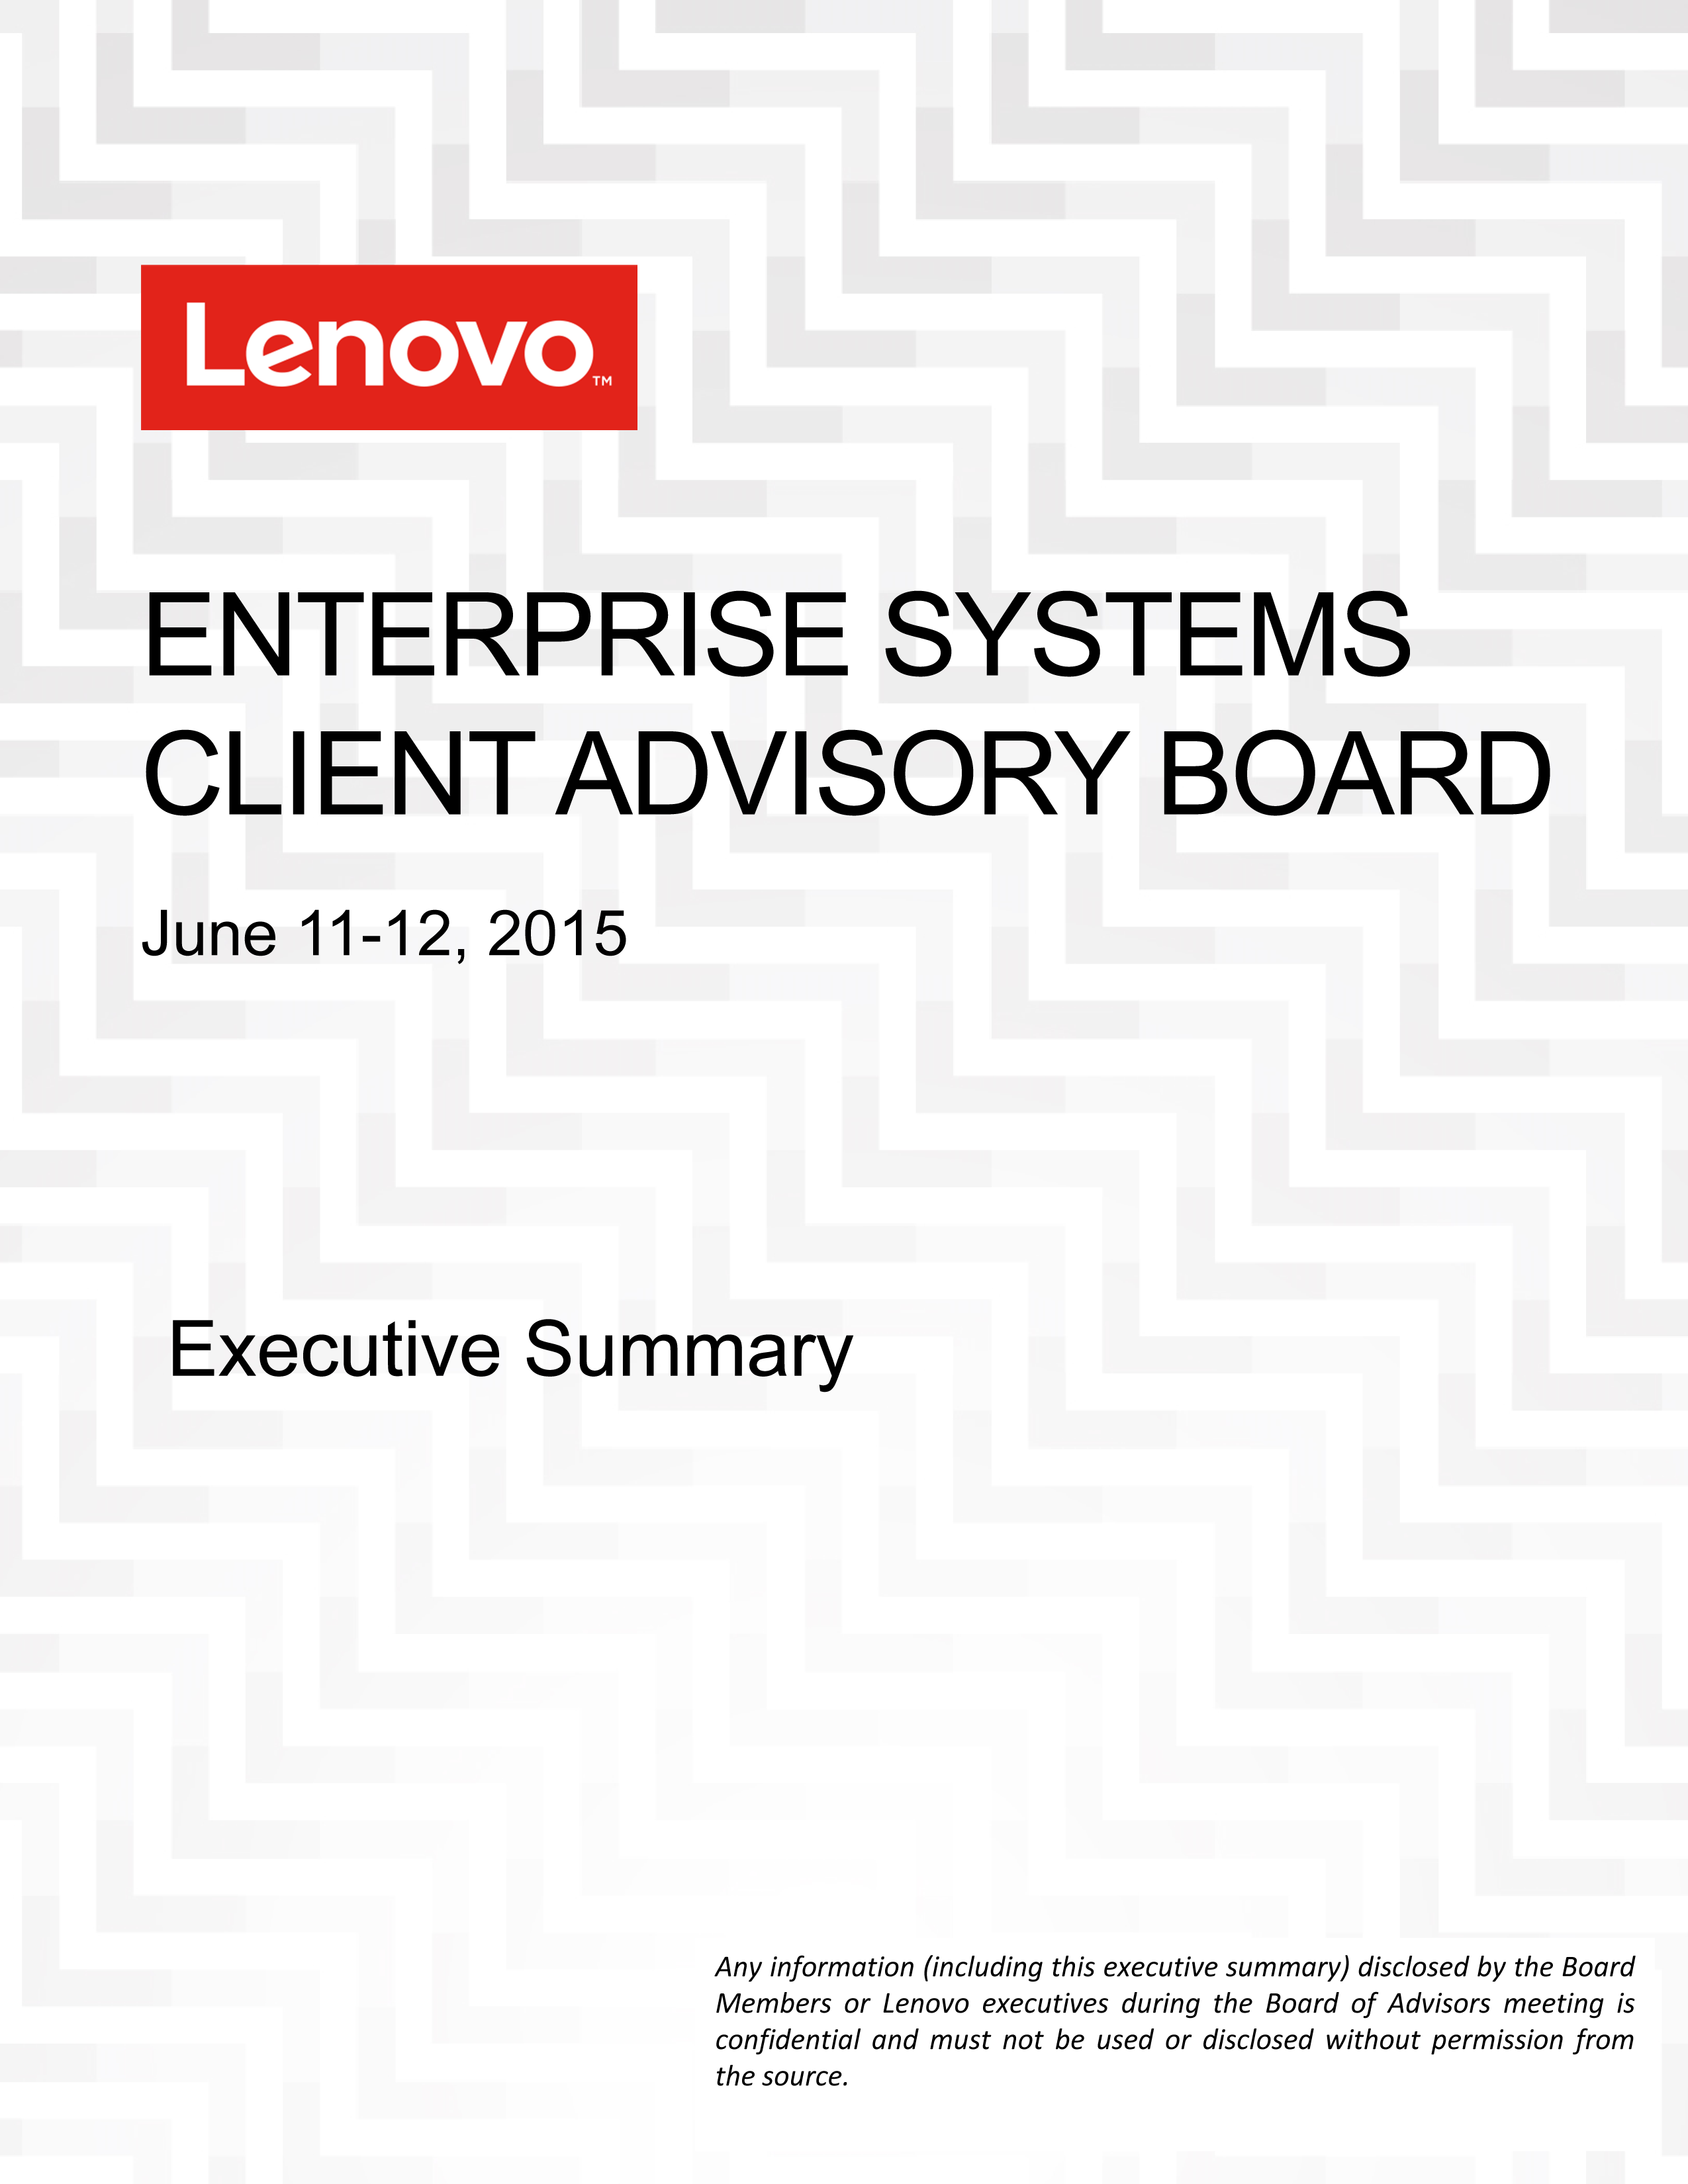 Lenovo™
ENTERPRISE SYSTEMS
CLIENT ADVISORY BOARD
June 11-12, 2015
Executive Summary
Any information (including this executive summary) disclosed by the Board
Members or Lenovo executives during the Board of Advisors meeting is
confidential and must not be used or disclosed without permission from
the source.